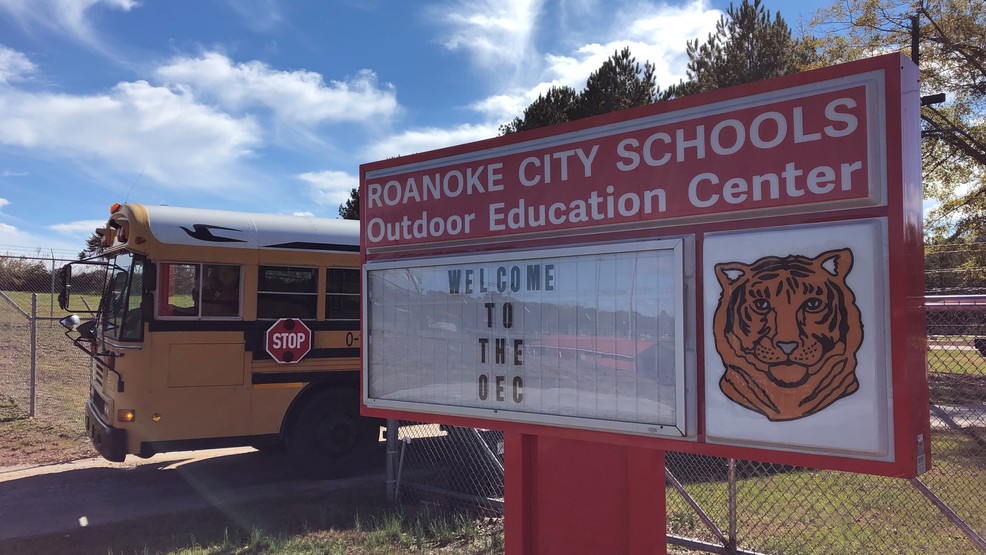 ROANOKE CITY SCHOOLS
Outdoor Education Center
WELCOME
TO
THE
OEC
STOP